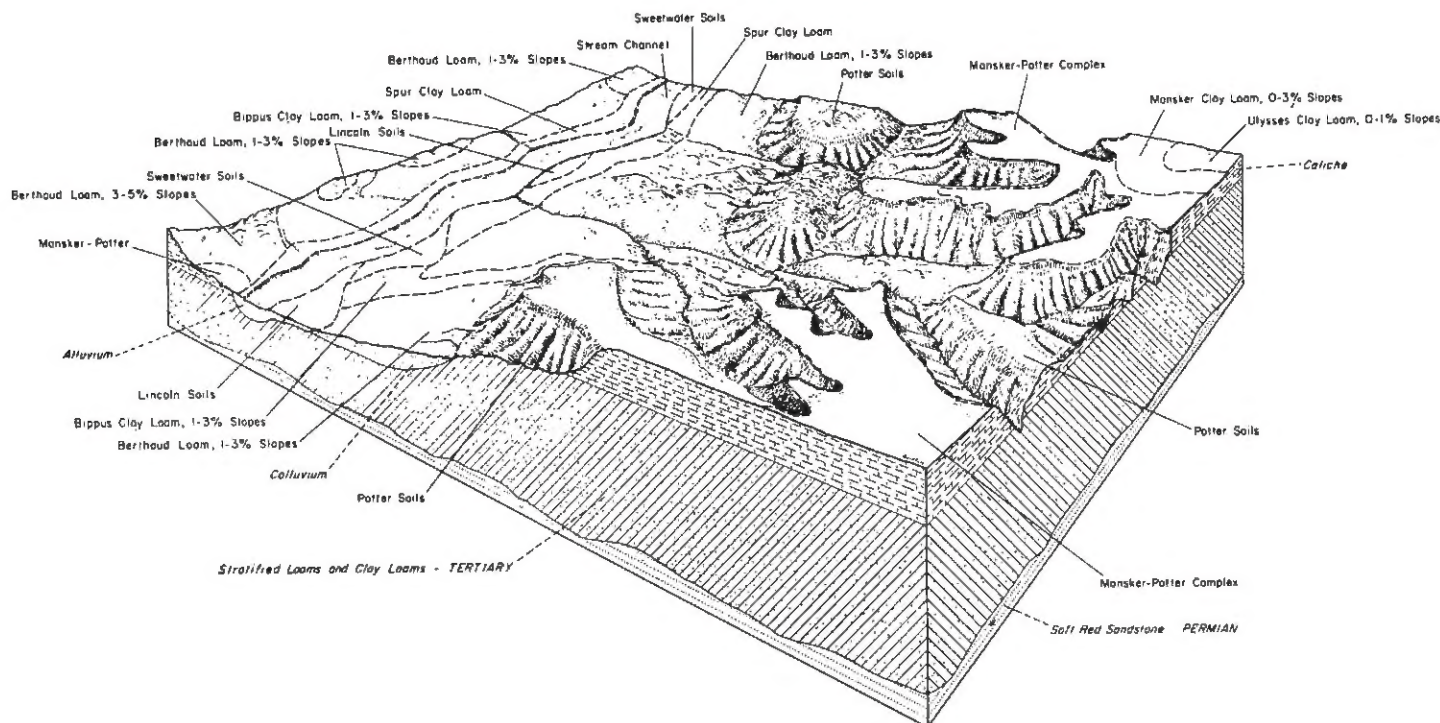 Sweetwater Soils
Spur Clay Loam
Stream Channel
Berthoud Loam, 1-3% Slopes
Berthoud Loam, 1-3% Slopes
Potter Soils
Mansker-Potter Complex
Spur Clay Loam
Mansker Clay Loam, 0-3% Slopes
Bippus Clay Loam, 1-3% Slopes
Ulysses Clay Loam, 0-1% Slopes
Lincoln Soils
Berthoud Loam, 1-3% Slopes
Caliche
Sweetwater Soils
Berthoud Loam, 3-5% Slopes
Mansker - Potter
Alluvium
Lincoln Soils
Bippus Clay Loam, 1-3% Slopes
Potter Soils
Berthoud Loam, 1-3% Slopes
Colluvium
Potter Soils
Stratified Loams and Clay Loams - TERTIARY
Mansker-Potter Complex
Soft Red Sandstone PERMIAN